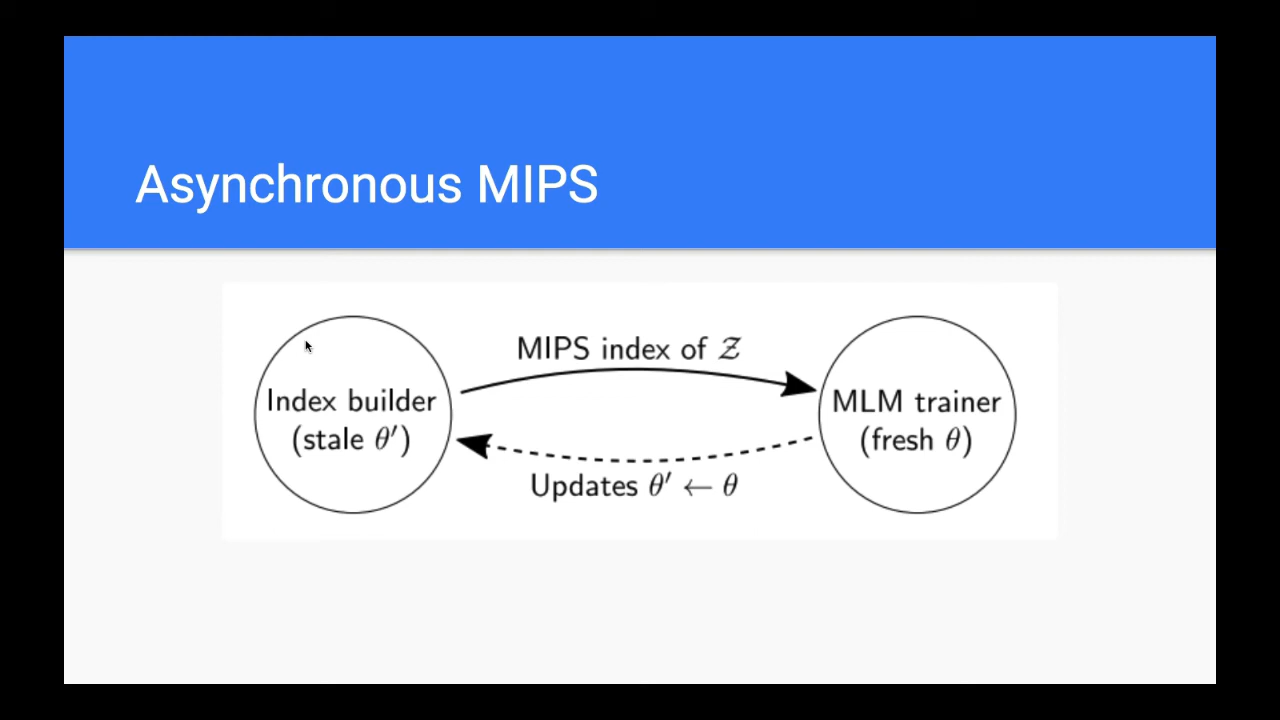 Asynchronous MIPS
MIPS index of 𝒵
Index builder
(stale θ′)
MLM trainer
(fresh θ)
Updates θ′ ← θ